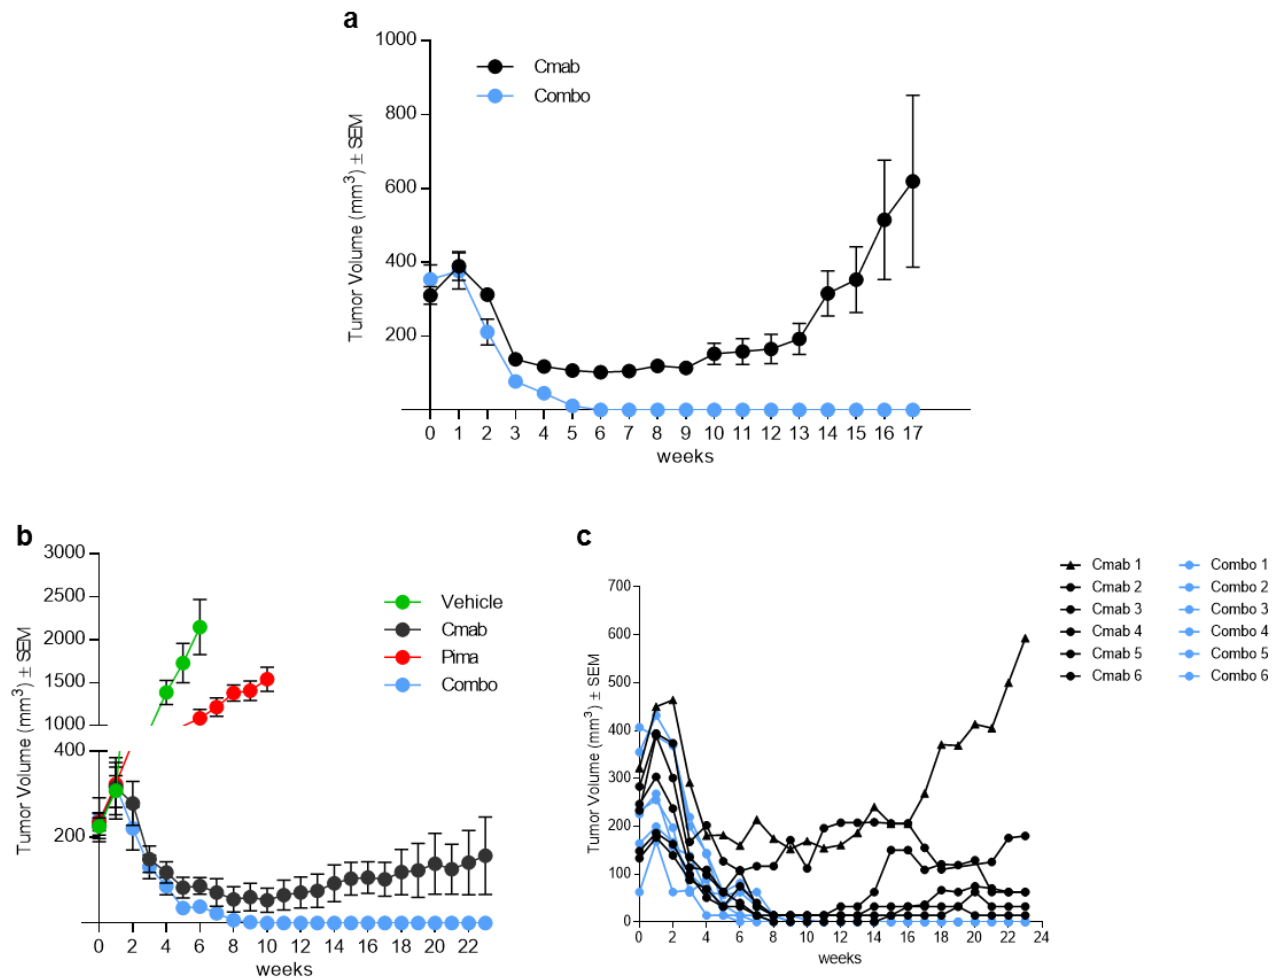 a
1000
800
600
400
200
Tumor Volume (mm³) ± SEM
Cmab
Combo
0 1 2 3 4 5 6 7 8 9 10 11 12 13 14 15 16 17
weeks
b
3000
2500
2000
1500
1000
400
200
Tumor Volume (mm³) ± SEM
Vehicle
Cmab
Pima
Combo
0 2 4 6 8 10 12 14 16 18 20 22
weeks
c
700
600
500
400
300
200
100
0
Tumor Volume (mm³) ± SEM
Cmab 1 Combo 1
Cmab 2 Combo 2
Cmab 3 Combo 3
Cmab 4 Combo 4
Cmab 5 Combo 5
Cmab 6 Combo 6
0 2 4 6 8 10 12 14 16 18 20 22 24
weeks